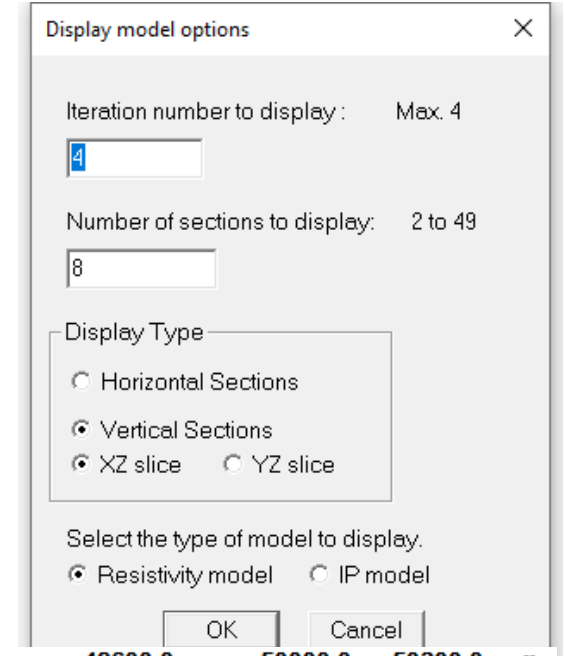 Display model options
Iteration number to display : Max. 4
4
Number of sections to display: 2 to 49
8
Display Type
Horizontal Sections
Vertical Sections
XZ slice YZ slice
Select the type of model to display.
Resistivity model IP model
OK Cancel